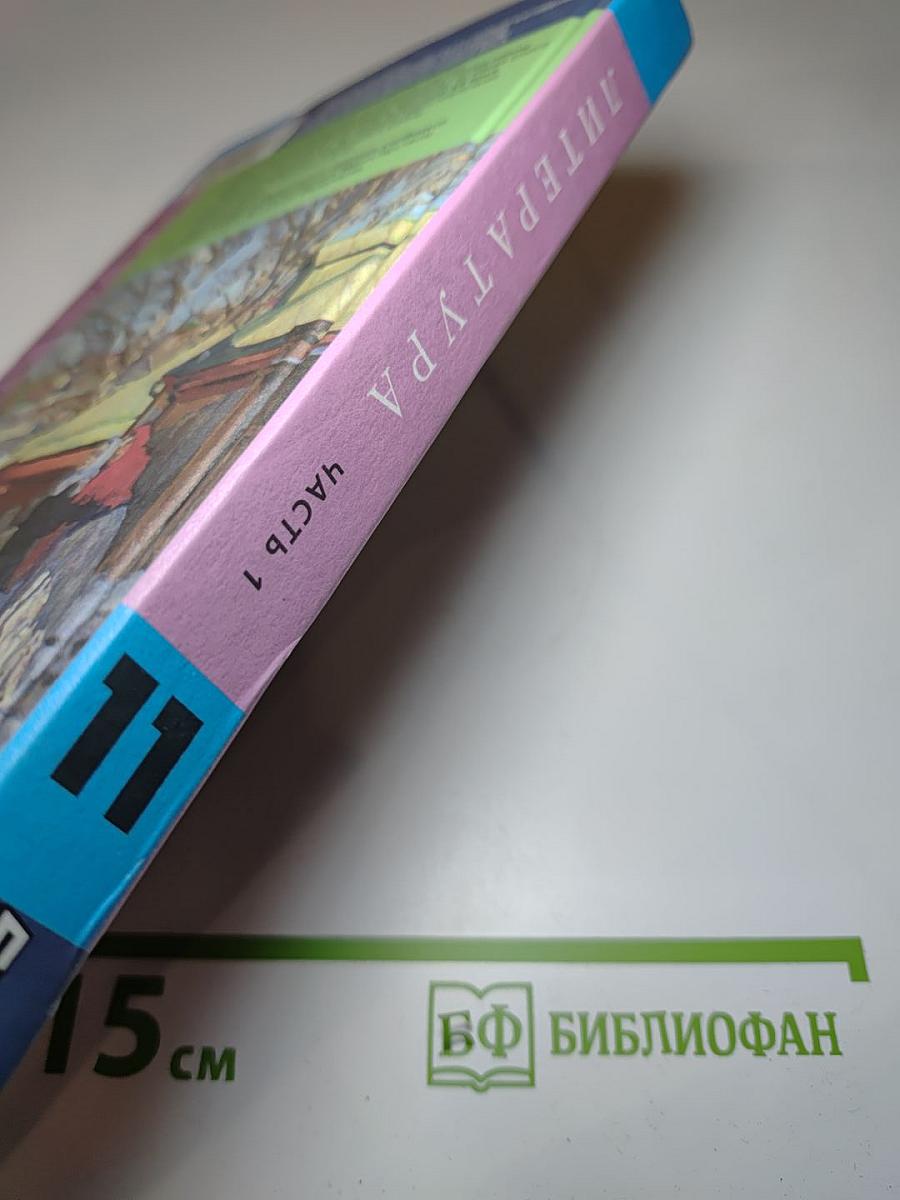 ЛИТЕРАТУРА
ЧАСТЬ 1
11
15 см
БФ БИБЛИОФАН